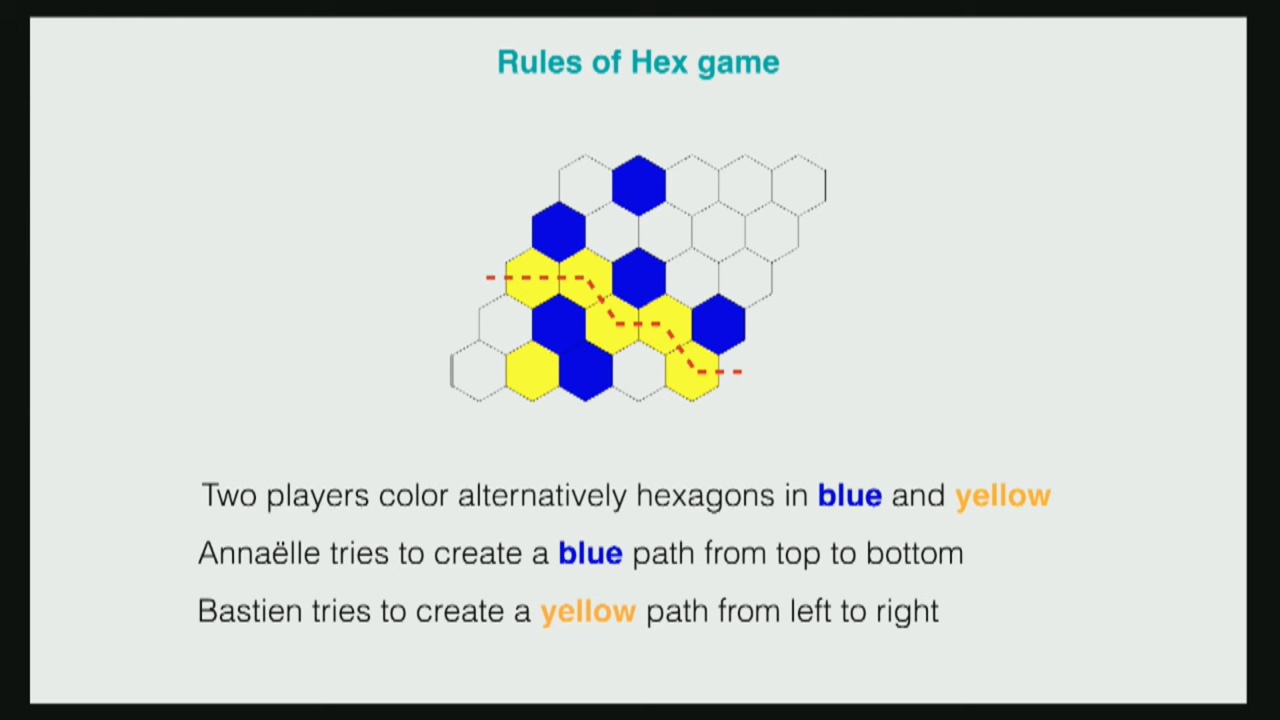 Rules of Hex game
Two players color alternatively hexagons in blue and yellow
Annaëlle tries to create a blue path from top to bottom
Bastien tries to create a yellow path from left to right